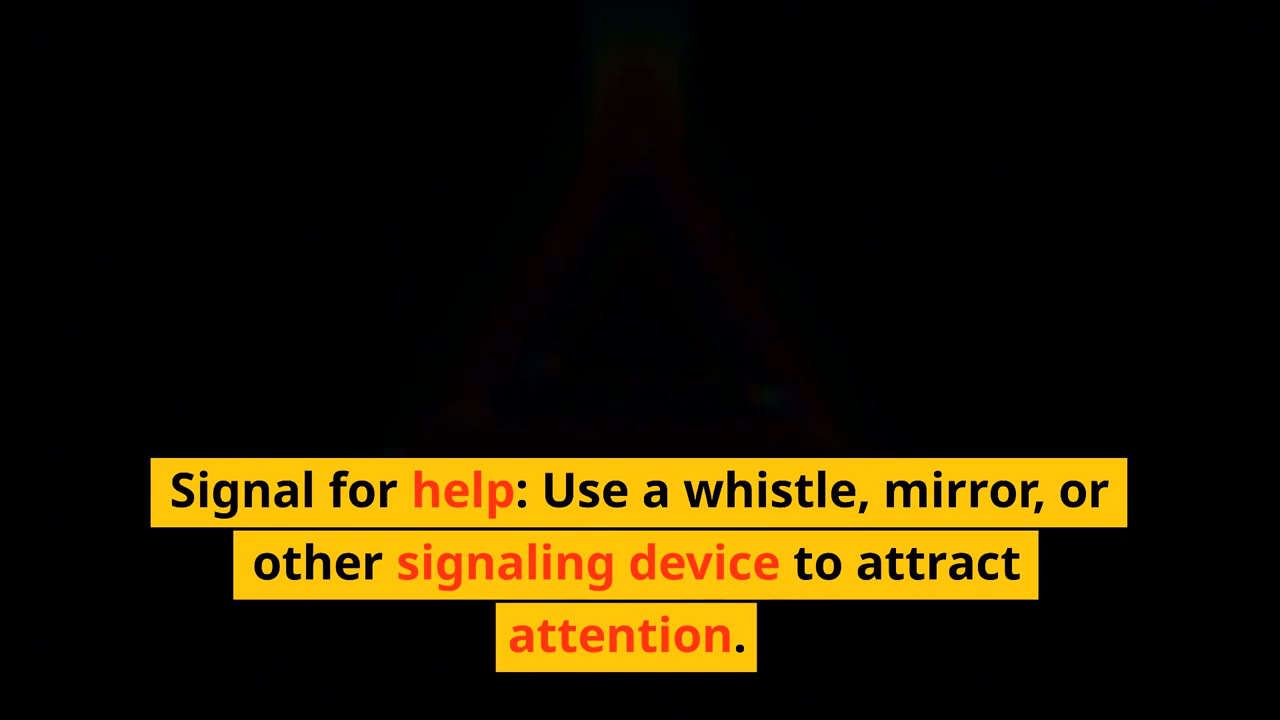 Signal for help: Use a whistle, mirror, or
other signaling device to attract
attention.